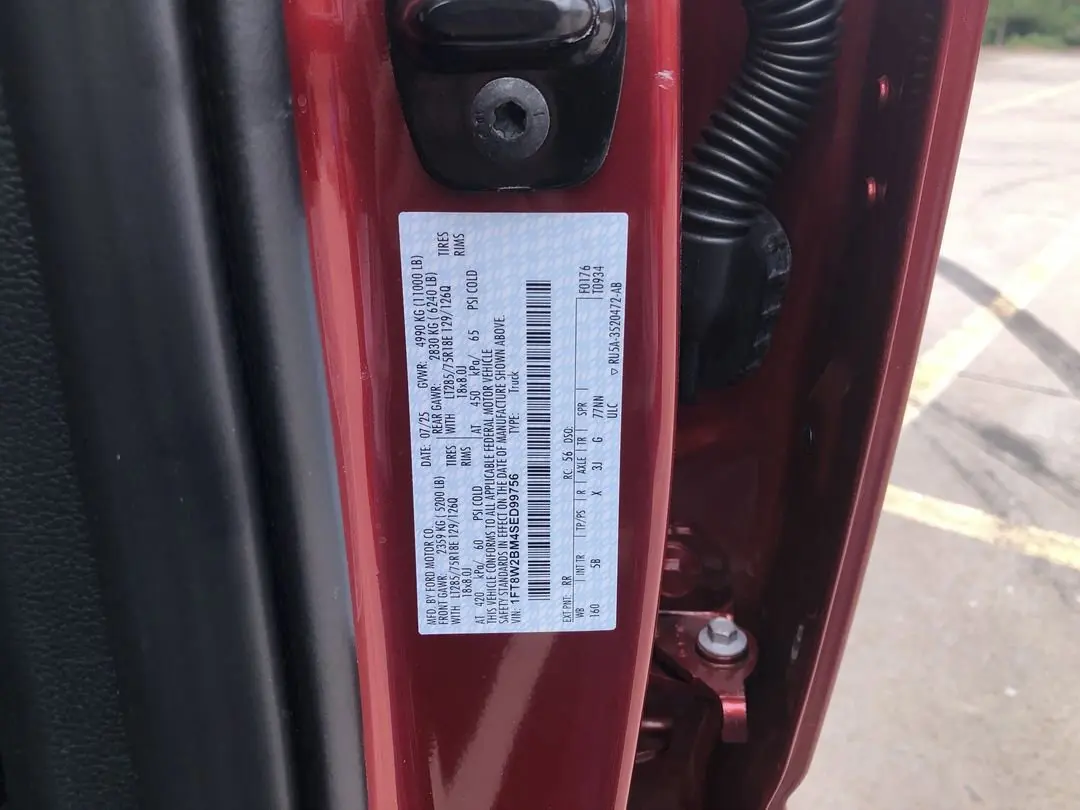 MFD. BY FORD MOTOR CO.
DATE: 07/25 GVWR: 4990 KG (11000 LB)
FRONT GAWR: 2359 KG (5200 LB) REAR GAWR: 2830 KG (6240 LB)
WITH LT285/75R18E 129/126Q TIRES WITH LT285/75R18E 129/126Q TIRES
18x8.0J RIMS 18x8.0J RIMS
AT 420 kPa/ 60 PSI COLD AT 450 kPa/ 65 PSI COLD
THIS VEHICLE CONFORMS TO ALL APPLICABLE FEDERAL MOTOR VEHICLE
SAFETY STANDARDS IN EFFECT ON THE DATE OF MANUFACTURE SHOWN ABOVE.
VIN: 1FT8W2BM4SED99756 TYPE: Truck
F0176
EXT PNT: RR RC: 56 DSO: T0934
WB INT TR TP/PS R AXLE TR SPR
160 5B X 3J G 77NN
ULC ▽ RU5A-3520472-AB